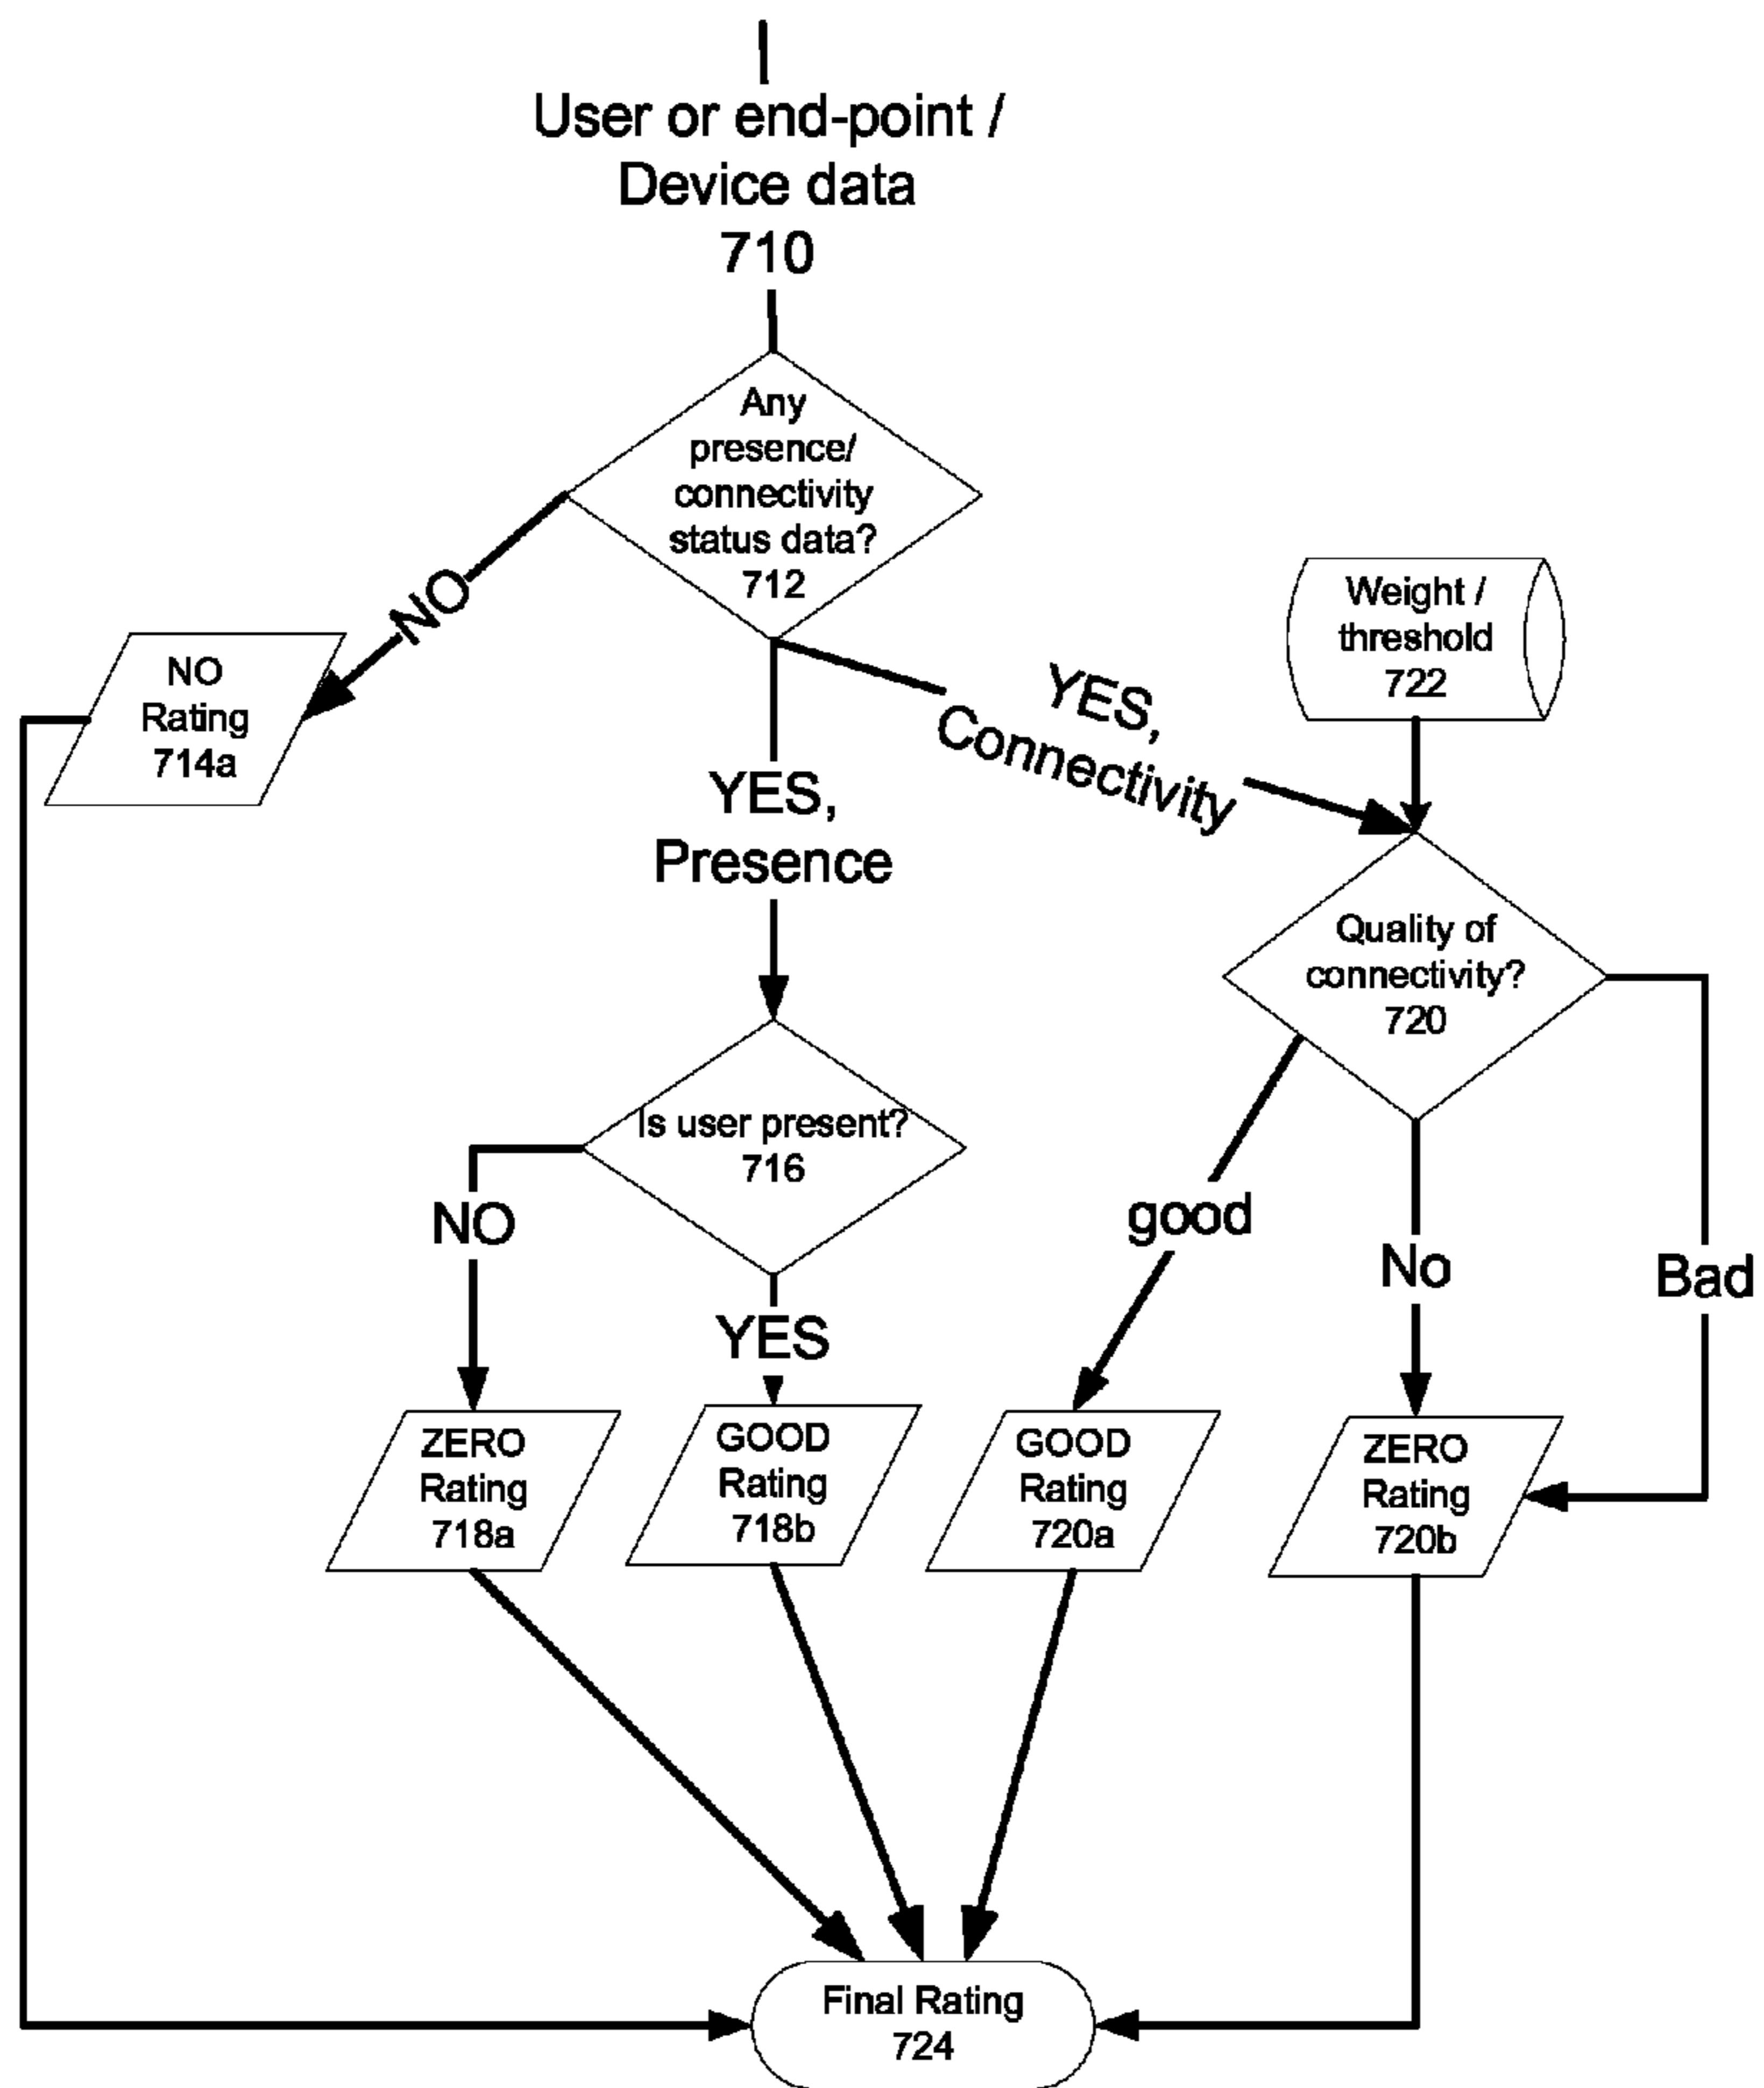 User or end-point /
Device data
710
Any
presence/
connectivity
status data?
712
NO
NO
Rating
714a
YES,
Connectivity
Weight /
threshold
722
YES,
Presence
Quality of
connectivity?
720
Is user present?
716
NO
YES
good
No
Bad
ZERO
Rating
718a
GOOD
Rating
718b
GOOD
Rating
720a
ZERO
Rating
720b
Final Rating
724